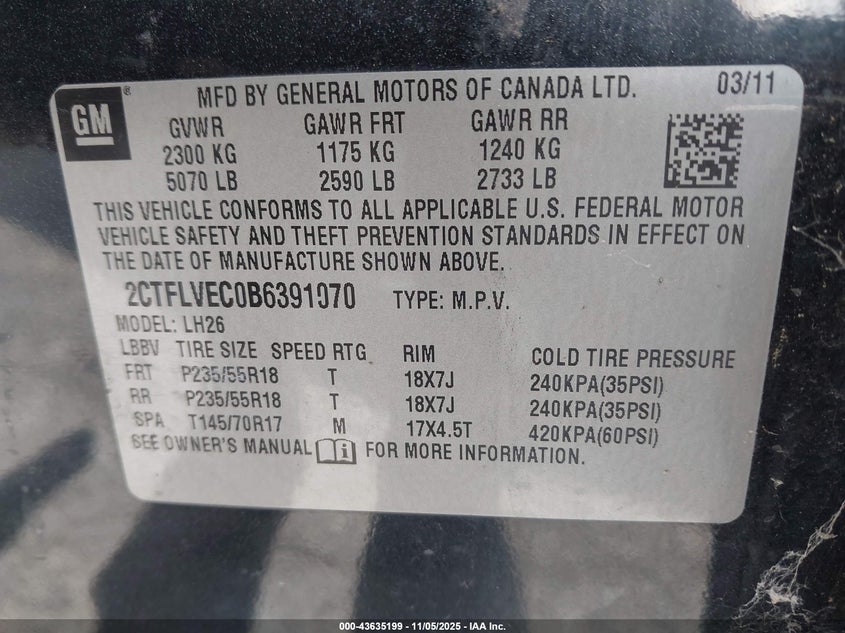 GM® MFD BY GENERAL MOTORS OF CANADA LTD. 03/11
GVWR GAWR FRT GAWR RR
2300 KG 1175 KG 1240 KG
5070 LB 2590 LB 2733 LB
THIS VEHICLE CONFORMS TO ALL APPLICABLE U.S. FEDERAL MOTOR
VEHICLE SAFETY AND THEFT PREVENTION STANDARDS IN EFFECT ON
THE DATE OF MANUFACTURE SHOWN ABOVE.
2CTFLVEC0B6391070 TYPE: M.P.V.
MODEL: LH26
LBBV TIRE SIZE SPEED RTG RIM COLD TIRE PRESSURE
FRT P235/55R18 T 18X7J 240KPA(35PSI)
RR P235/55R18 T 18X7J 240KPA(35PSI)
SPA T145/70R17 M 17X4.5T 420KPA(60PSI)
SEE OWNER'S MANUAL i FOR MORE INFORMATION.
000-43635199 - 11/05/2025 - IAA Inc.